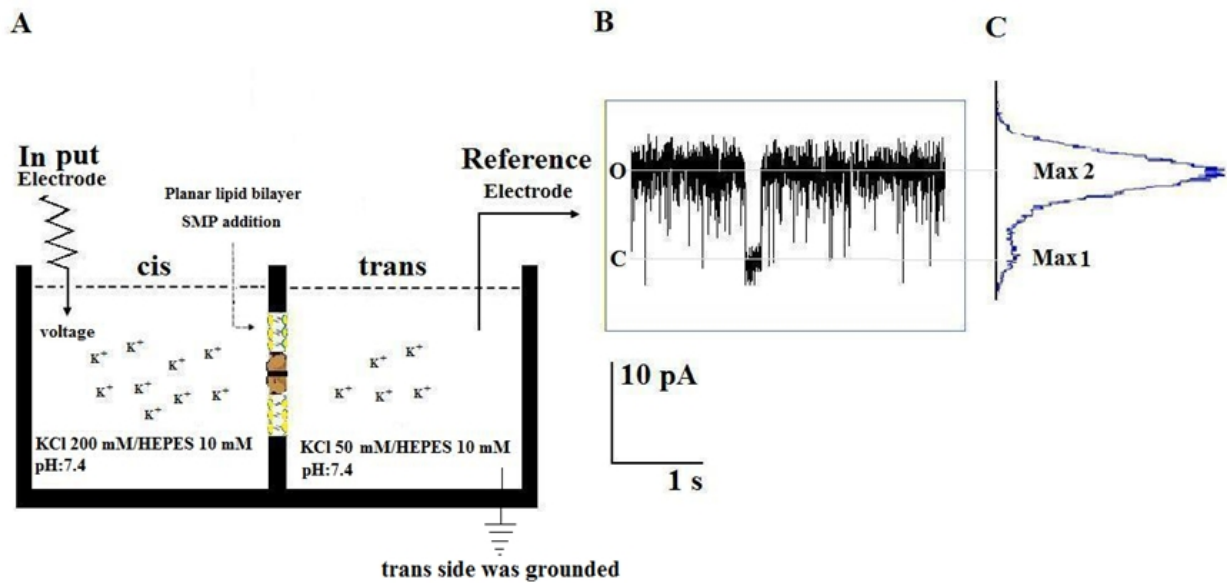 A
In put
Electrode
Planar lipid bilayer
SMP addition
Reference
Electrode
cis
trans
voltage
K+ K+ K+ K+
K+ K+ K+ K+ K+
K+ K+
K+ K+ K+
KCl 200 mM/HEPES 10 mM
pH:7.4
KCl 50 mM/HEPES 10 mM
pH:7.4
trans side was grounded
B
O
C
10 pA
1 s
C
Max 2
Max1